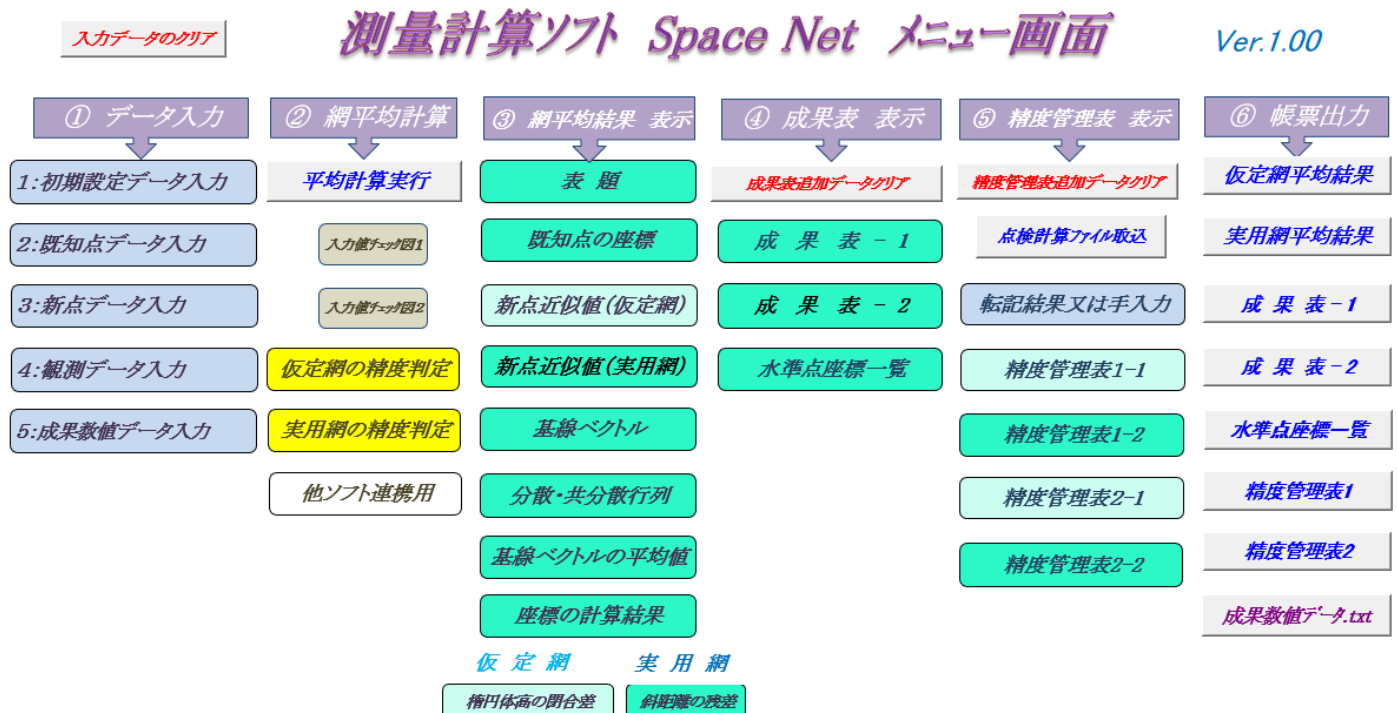 入力データのクリア
測量計算ソフト Space Net メニュー画面
Ver.1.00
① データ入力
1:初期設定データ入力
2:既知点データ入力
3:新点データ入力
4:観測データ入力
5:成果数値データ入力
② 網平均計算
平均計算実行
入力値チェック図1
入力値チェック図2
仮定網の精度判定
実用網の精度判定
他ソフト連携用
③ 網平均結果 表示
表 題
既知点の座標
新点近似値(仮定網)
新点近似値(実用網)
基線ベクトル
分散・共分散行列
基線ベクトルの平均値
座標の計算結果
仮 定 網
実 用 網
楕円体高の閉合差
斜距離の残差
④ 成果表 表示
成果表追加データクリア
成 果 表 - 1
成 果 表 - 2
水準点座標一覧
⑤ 精度管理表 表示
精度管理表追加データクリア
点検計算ファイル取込
転記結果又は手入力
精度管理表1-1
精度管理表1-2
精度管理表2-1
精度管理表2-2
⑥ 帳票出力
仮定網平均結果
実用網平均結果
成 果 表 - 1
成 果 表 - 2
水準点座標一覧
精度管理表1
精度管理表2
成果数値データ.txt